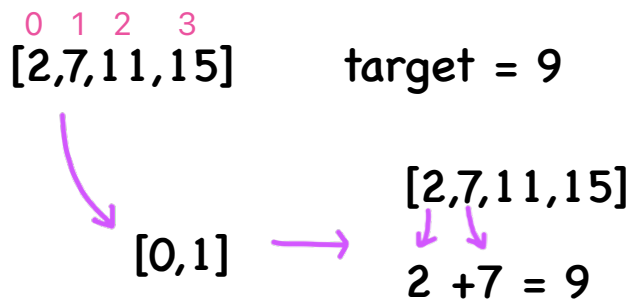 0 1 2 3
[2,7,11,15]
target = 9
[2,7,11,15]
[0,1]
2 +7 = 9